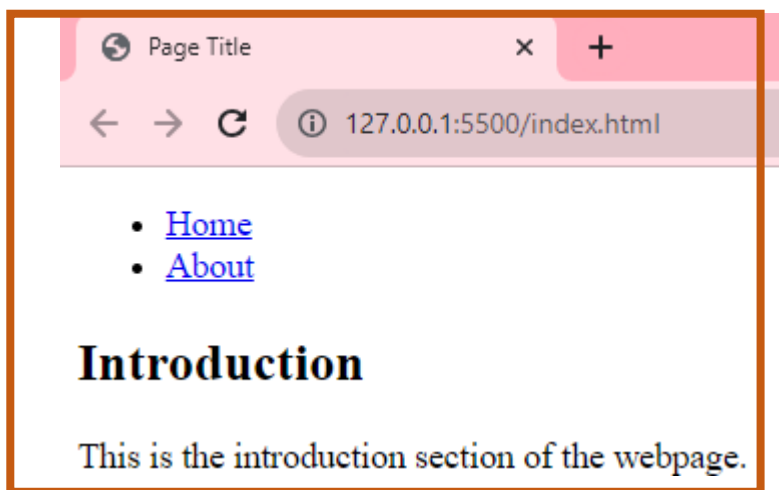 Page Title
127.0.0.1:5500/index.html
Home
About
Introduction
This is the introduction section of the webpage.